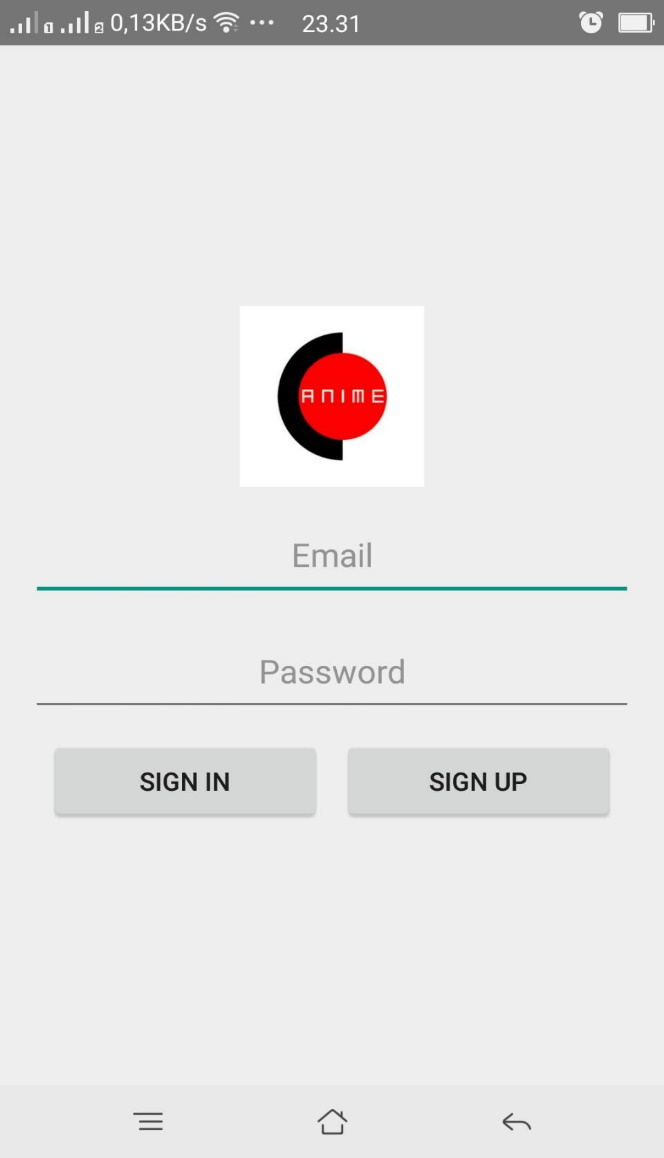 0,13KB/s ... 23.31
ANIME
Email
Password
SIGN IN SIGN UP